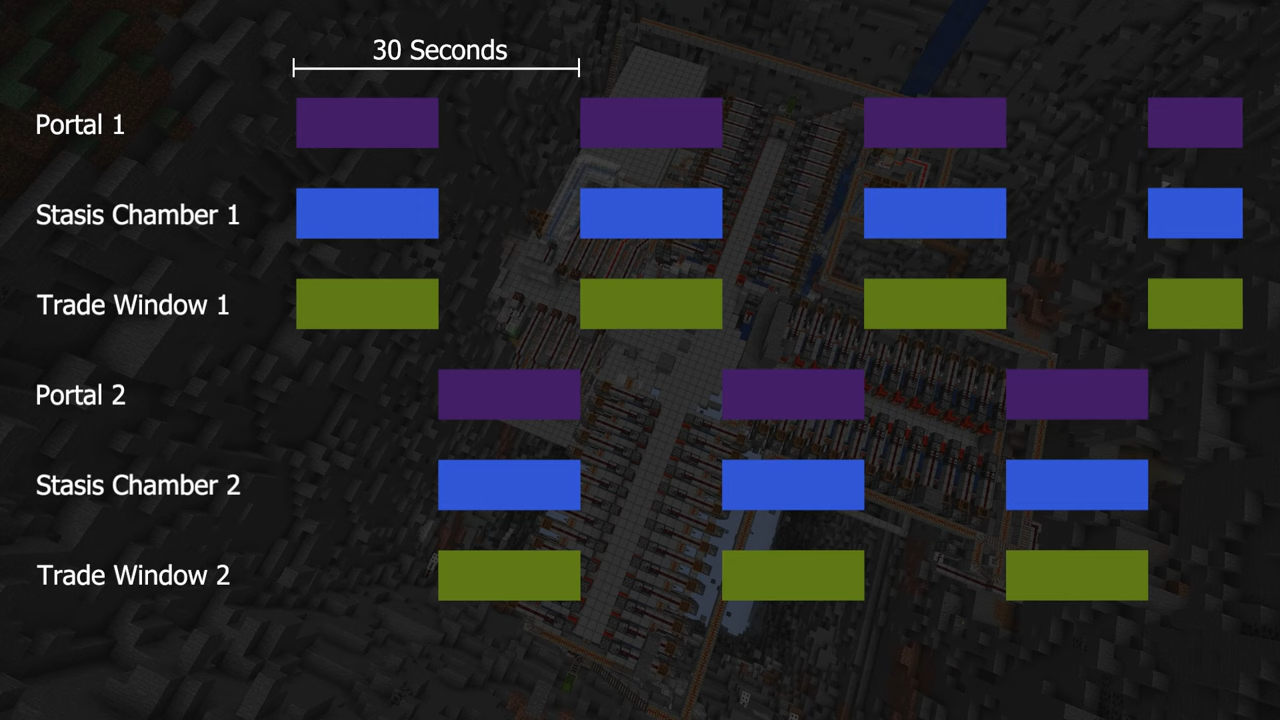 30 Seconds
Portal 1
Stasis Chamber 1
Trade Window 1
Portal 2
Stasis Chamber 2
Trade Window 2